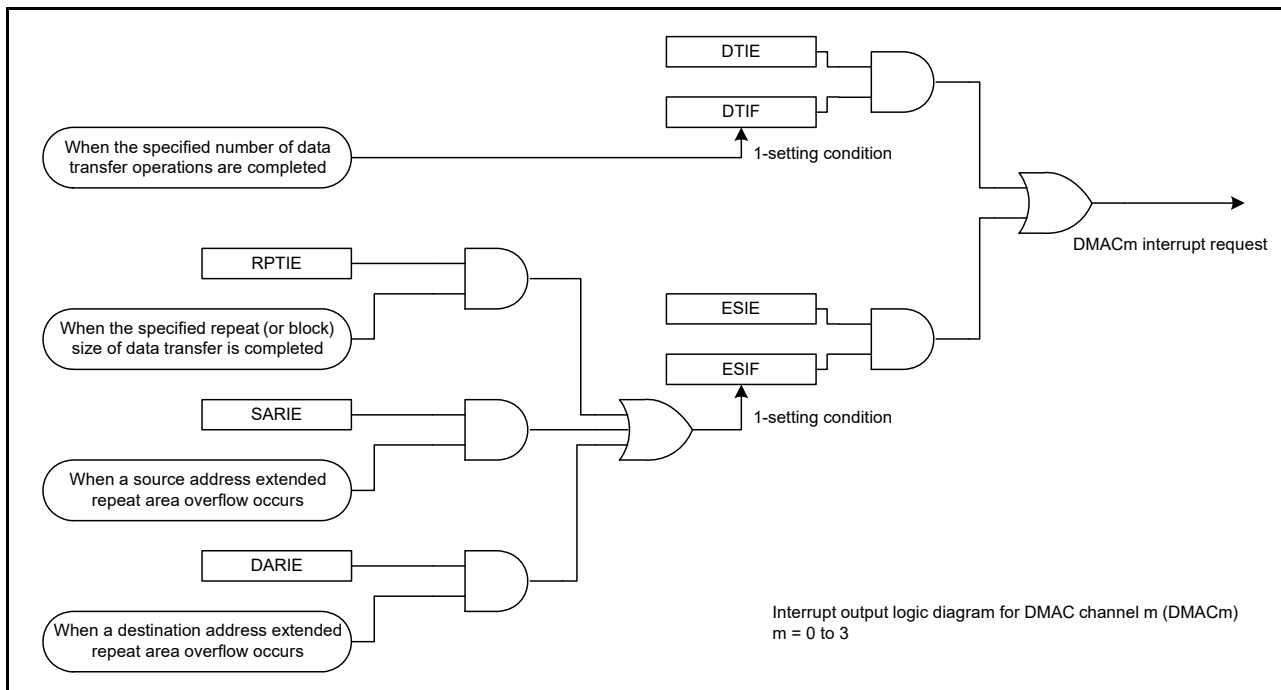 DTIE
DTIF
When the specified number of data
transfer operations are completed
1-setting condition
DMACm interrupt request
RPTIE
When the specified repeat (or block)
size of data transfer is completed
ESIE
ESIF
1-setting condition
SARIE
When a source address extended
repeat area overflow occurs
DARIE
When a destination address extended
repeat area overflow occurs
Interrupt output logic diagram for DMAC channel m (DMACm)
m = 0 to 3